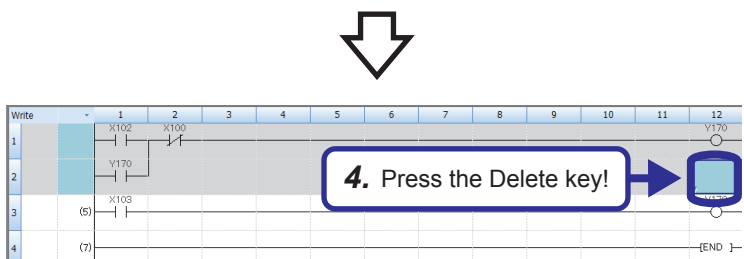 Write 1 2 3 4 5 6 7 8 9 10 11 12
X102 X100 Y170
1
Y170
2 4. Press the Delete key!
X103 Y170
3 (5)
4 (7) [END ]